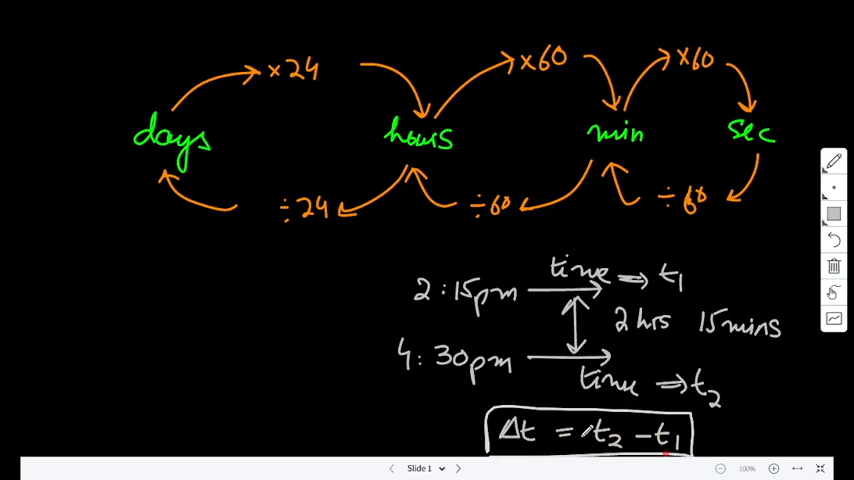 ×24 ×60 ×60
days hours min sec
÷24 ÷60 ÷60
time ⇒ t₁
2:15pm
2 hrs 15 mins
4:30pm
time ⇒ t₂
Δt = t₂ - t₁
Slide 1
100%